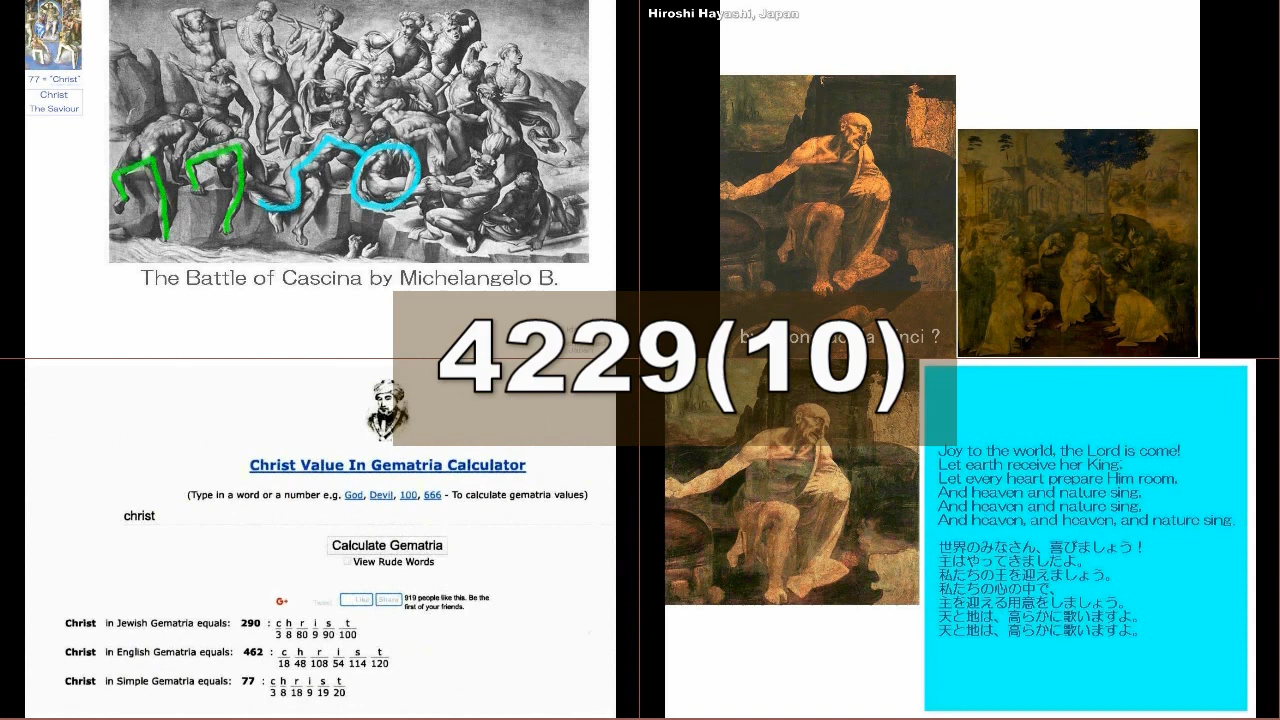 77 = "Christ"
Christ
The Saviour
The Battle of Cascina by Michelangelo B.
Hiroshi Hayashi, Japan
4229(10)
Christ Value In Gematria Calculator
(Type in a word or a number e.g. God, Devil, 100, 666 - To calculate gematria values)
christ
Calculate Gematria
View Rude Words
G+ Tweet Like Share 919 people like this. Be the
first of your friends.
Christ in Jewish Gematria equals: 290 : c h r i s t
3 8 80 9 90 100
Christ in English Gematria equals: 462 : c h r i s t
18 48 108 54 114 120
Christ in Simple Gematria equals: 77 : c h r i s t
3 8 18 9 19 20
Joy to the world, the Lord is come!
Let earth receive her King;
Let every heart prepare Him room,
And heaven and nature sing,
And heaven and nature sing,
And heaven, and heaven, and nature sing.
世界のみなさん、喜びましょう！
主はやってきましたよ。
私たちの王を迎えましょう。
私たちの心の中で、
主を迎える用意をしましょう。
天と地は、高らかに歌いますよ。
天と地は、高らかに歌いますよ。